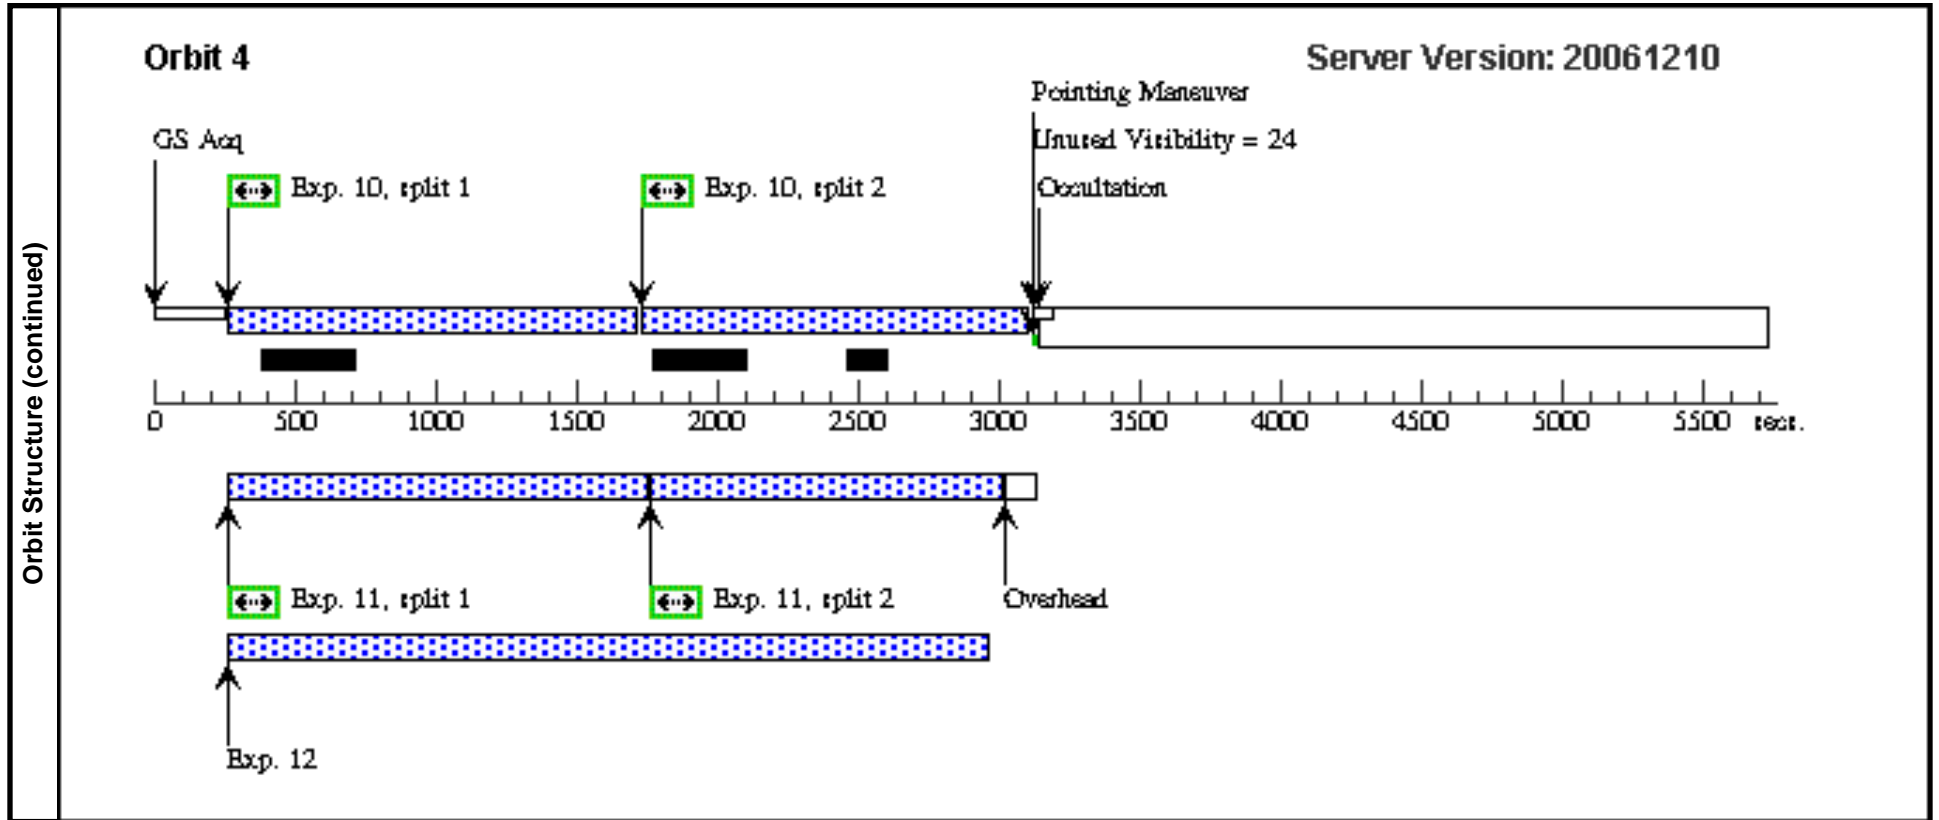 Orbit Structure (continued)
Orbit 4
Server Version: 20061210
Pointing Maneuver
GS Acq
Unused Visibility = 24
Exp. 10, split 1
Exp. 10, split 2
Occultation
0 500 1000 1500 2000 2500 3000 3500 4000 4500 5000 5500 secs.
Exp. 11, split 1
Exp. 11, split 2
Overhead
Exp. 12